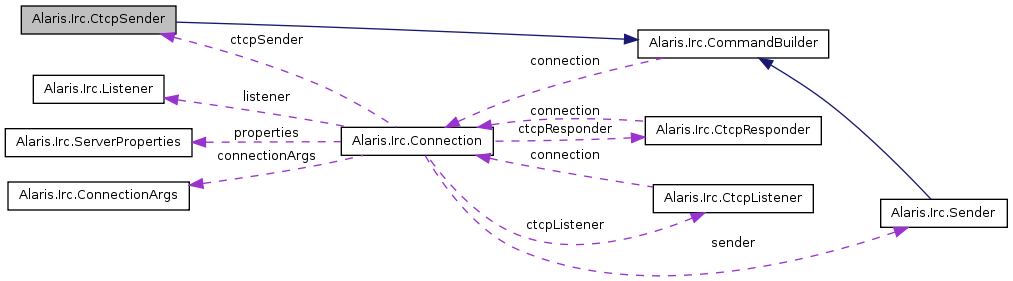 Alaris.Irc.CtcpSender
ctcpSender
Alaris.Irc.CommandBuilder
connection
Alaris.Irc.Listener
listener
connection
Alaris.Irc.ServerProperties
properties
Alaris.Irc.Connection
ctcpResponder
Alaris.Irc.CtcpResponder
connectionArgs
connection
Alaris.Irc.ConnectionArgs
Alaris.Irc.CtcpListener
Alaris.Irc.Sender
ctcpListener
sender